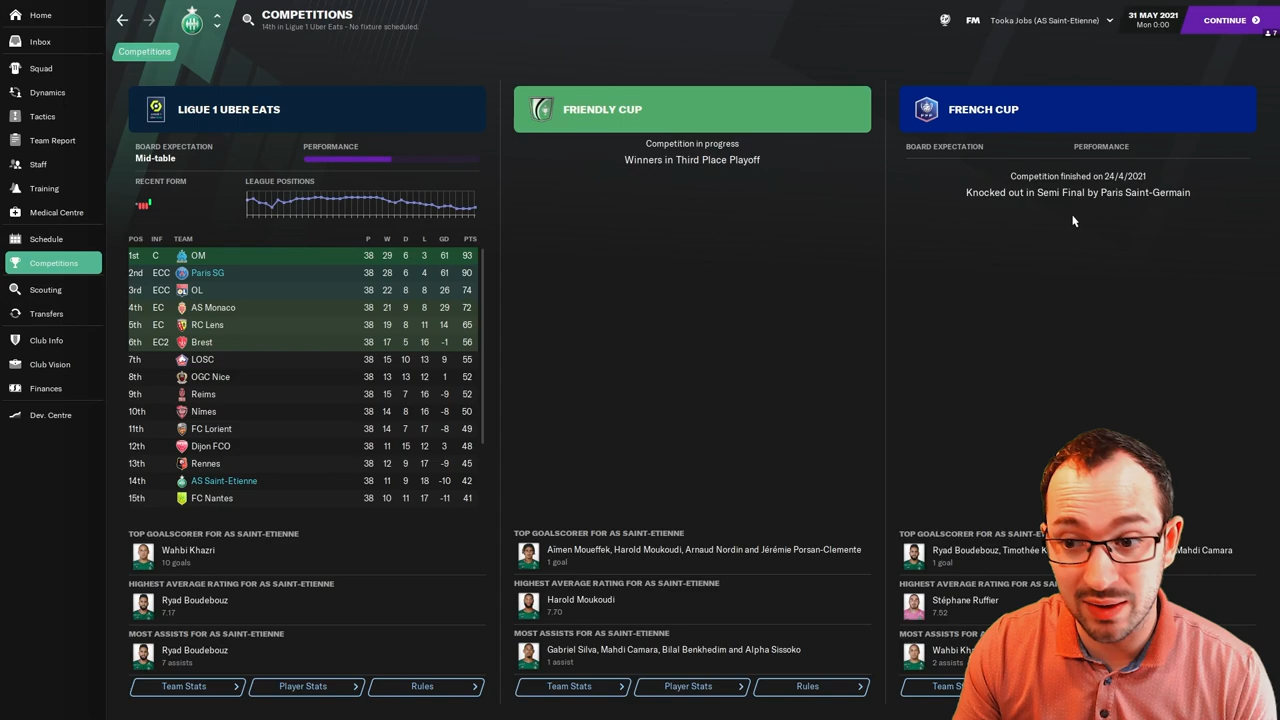 Home
Inbox
Squad
Dynamics
Tactics
Team Report
Staff
Training
Medical Centre
Schedule
Competitions
Scouting
Transfers
Club Info
Club Vision
Finances
Dev. Centre
COMPETITIONS
14th in Ligue 1 Uber Eats - No fixture scheduled.
FM
Tooka Jobs (AS Saint-Etienne)
31 MAY 2021
Mon 0:00
CONTINUE
7
Competitions
LIGUE 1 UBER EATS
BOARD EXPECTATION PERFORMANCE
Mid-table
RECENT FORM LEAGUE POSITIONS
POS INF TEAM P W D L GD PTS
1st C OM 38 29 6 3 61 93
2nd ECC Paris SG 38 28 6 4 61 90
3rd ECC OL 38 22 8 8 26 74
4th EC AS Monaco 38 21 9 8 29 72
5th EC RC Lens 38 19 8 11 14 65
6th EC2 Brest 38 17 5 16 -1 56
7th LOSC 38 15 10 13 9 55
8th OGC Nice 38 13 13 12 1 52
9th Reims 38 15 7 16 -9 52
10th Nîmes 38 14 8 16 -8 50
11th FC Lorient 38 14 7 17 -8 49
12th Dijon FCO 38 11 15 12 3 48
13th Rennes 38 12 9 17 -9 45
14th AS Saint-Etienne 38 11 9 18 -10 42
15th FC Nantes 38 10 11 17 -11 41
TOP GOALSCORER FOR AS SAINT-ETIENNE
Wahbi Khazri
10 goals
HIGHEST AVERAGE RATING FOR AS SAINT-ETIENNE
Ryad Boudebouz
7.17
MOST ASSISTS FOR AS SAINT-ETIENNE
Ryad Boudebouz
7 assists
Team Stats
Player Stats
Rules
FRIENDLY CUP
Competition in progress
Winners in Third Place Playoff
TOP GOALSCORER FOR AS SAINT-ETIENNE
Aïmen Moueffek, Harold Moukoudi, Arnaud Nordin and Jérémie Porsan-Clemente
1 goal
HIGHEST AVERAGE RATING FOR AS SAINT-ETIENNE
Harold Moukoudi
7.70
MOST ASSISTS FOR AS SAINT-ETIENNE
Gabriel Silva, Mahdi Camara, Bilal Benkhedim and Alpha Sissoko
1 assist
Team Stats
Player Stats
Rules
FRENCH CUP
BOARD EXPECTATION PERFORMANCE
Competition finished on 24/4/2021
Knocked out in Semi Final by Paris Saint-Germain
TOP GOALSCORER FOR AS SAINT-
Ryad Boudebouz, Timothée K Mahdi Camara
1 goal
HIGHEST AVERAGE RATING FOR AS SA
Stéphane Ruffier
7.52
MOST ASSISTS FOR AS SAINT-
Wahbi Kha
2 assists
Team St